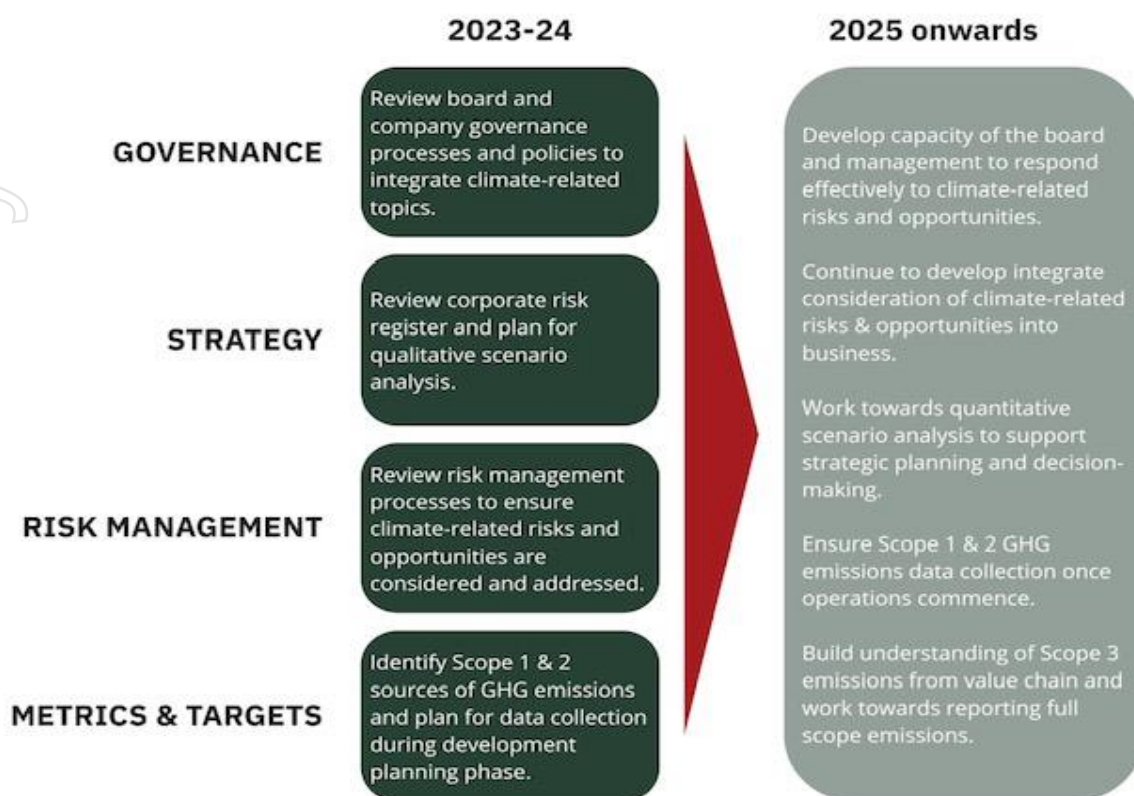 2023-24
2025 onwards
GOVERNANCE
Review board and
company governance
processes and policies to
integrate climate-related
topics.
STRATEGY
Review corporate risk
register and plan for
qualitative scenario
analysis.
RISK MANAGEMENT
Review risk management
processes to ensure
climate-related risks and
opportunities are
considered and addressed.
METRICS & TARGETS
Identify Scope 1 & 2
sources of GHG emissions
and plan for data collection
during development
planning phase.
Develop capacity of the board
and management to respond
effectively to climate-related
risks and opportunities.
Continue to develop integrate
consideration of climate-related
risks & opportunities into
business.
Work towards quantitative
scenario analysis to support
strategic planning and decision-
making.
Ensure Scope 1 & 2 GHG
emissions data collection once
operations commence.
Build understanding of Scope 3
emissions from value chain and
work towards reporting full
scope emissions.